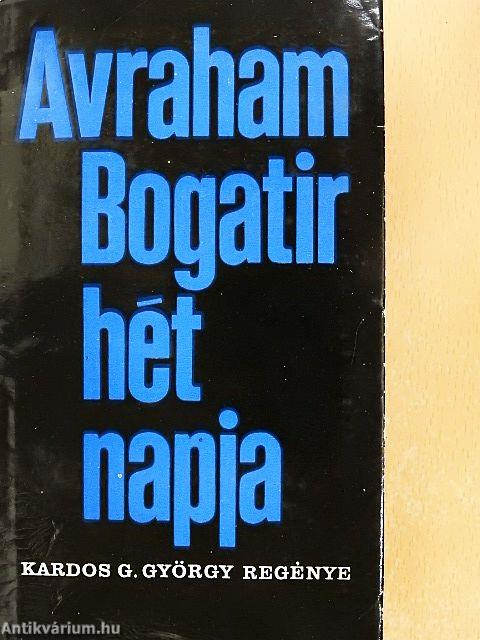 Avraham
Bogatir
hét
napja
KARDOS G. GYÖRGY REGÉNYE
Antikvárium.hu